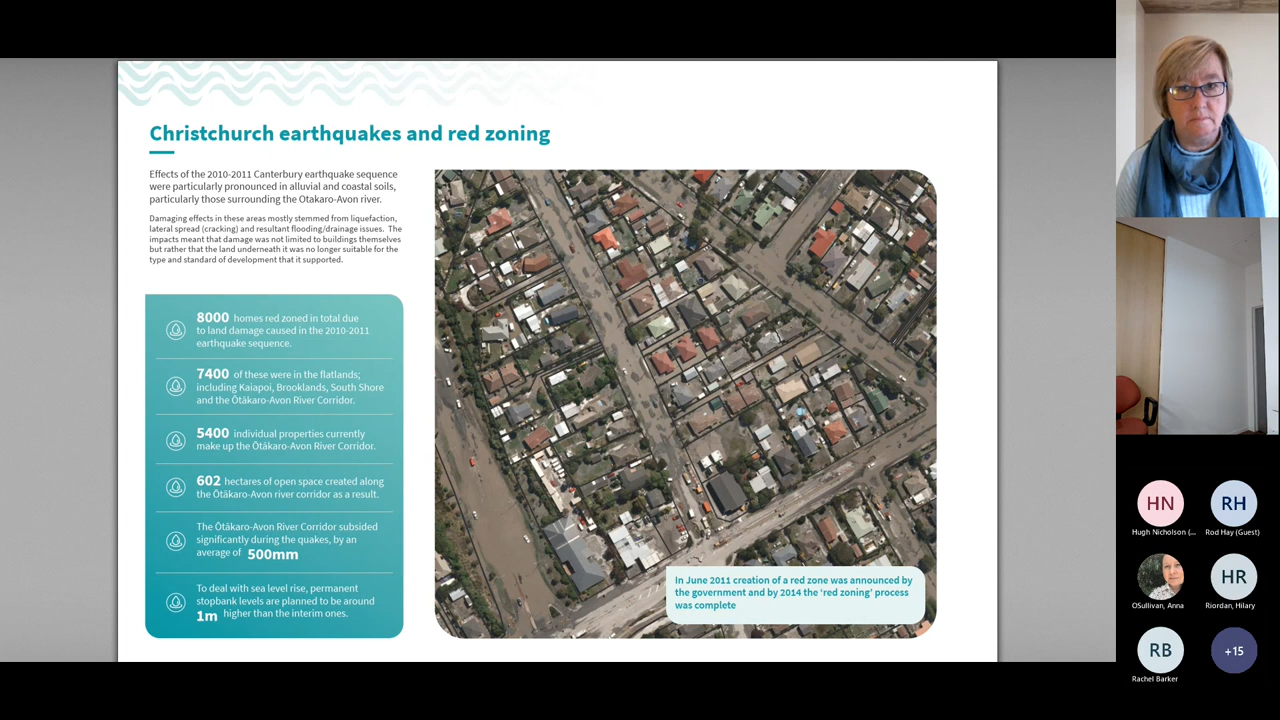 Christchurch earthquakes and red zoning
Effects of the 2010-2011 Canterbury earthquake sequence
were particularly pronounced in alluvial and coastal soils,
particularly those surrounding the Otakaro-Avon river.
Damaging effects in these areas mostly stemmed from liquefaction,
lateral spread (cracking) and resultant flooding/drainage issues. The
impacts meant that damage was not limited to buildings themselves
but rather that the land underneath it was no longer suitable for the
type and standard of development that it supported.
8000 homes red zoned in total due
to land damage caused in the 2010-2011
earthquake sequence.
7400 of these were in the flatlands;
including Kaiapoi, Brooklands, South Shore
and the Ōtākaro-Avon River Corridor.
5400 individual properties currently
make up the Ōtākaro-Avon River Corridor.
602 hectares of open space created along
the Ōtākaro-Avon river corridor as a result.
The Ōtākaro-Avon River Corridor subsided
significantly during the quakes, by an
average of 500mm
To deal with sea level rise, permanent
stopbank levels are planned to be around
1m higher than the interim ones.
In June 2011 creation of a red zone was announced by
the government and by 2014 the ‘red zoning’ process
was complete
HN
RH
Hugh Nicholson (...
Rod Hay (Guest)
HR
OSullivan, Anna
Riordan, Hilary
RB
+15
Rachel Barker